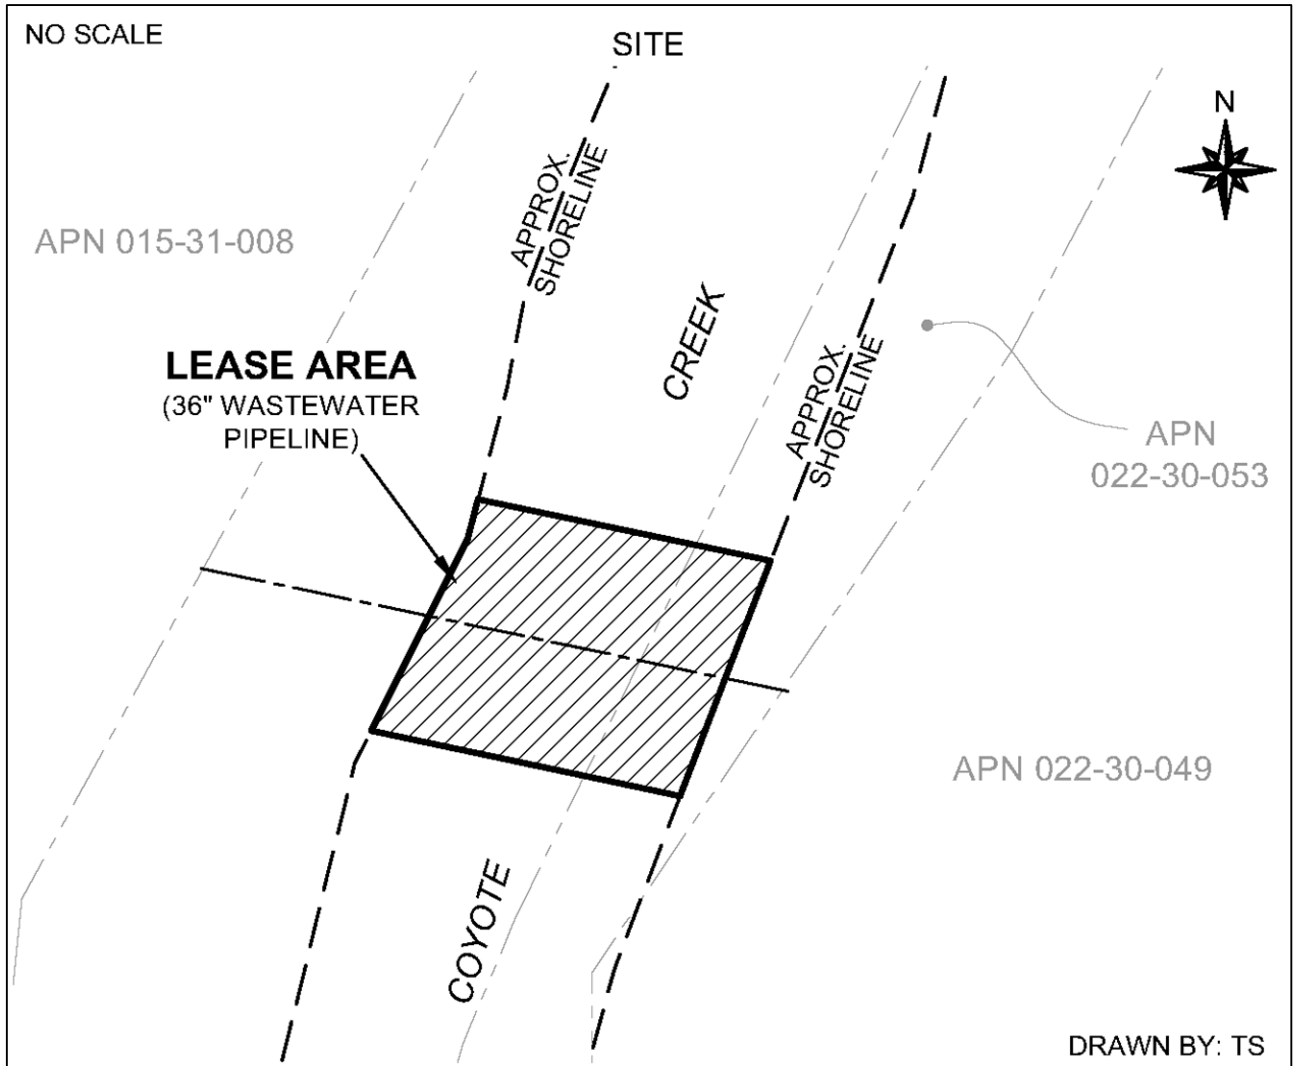 NO SCALE
SITE
N
APPROX.
SHORELINE
APN 015-31-008
CREEK
LEASE AREA
(36" WASTEWATER
PIPELINE)
APPROX.
SHORELINE
APN
022-30-053
APN 022-30-049
COYOTE
DRAWN BY: TS